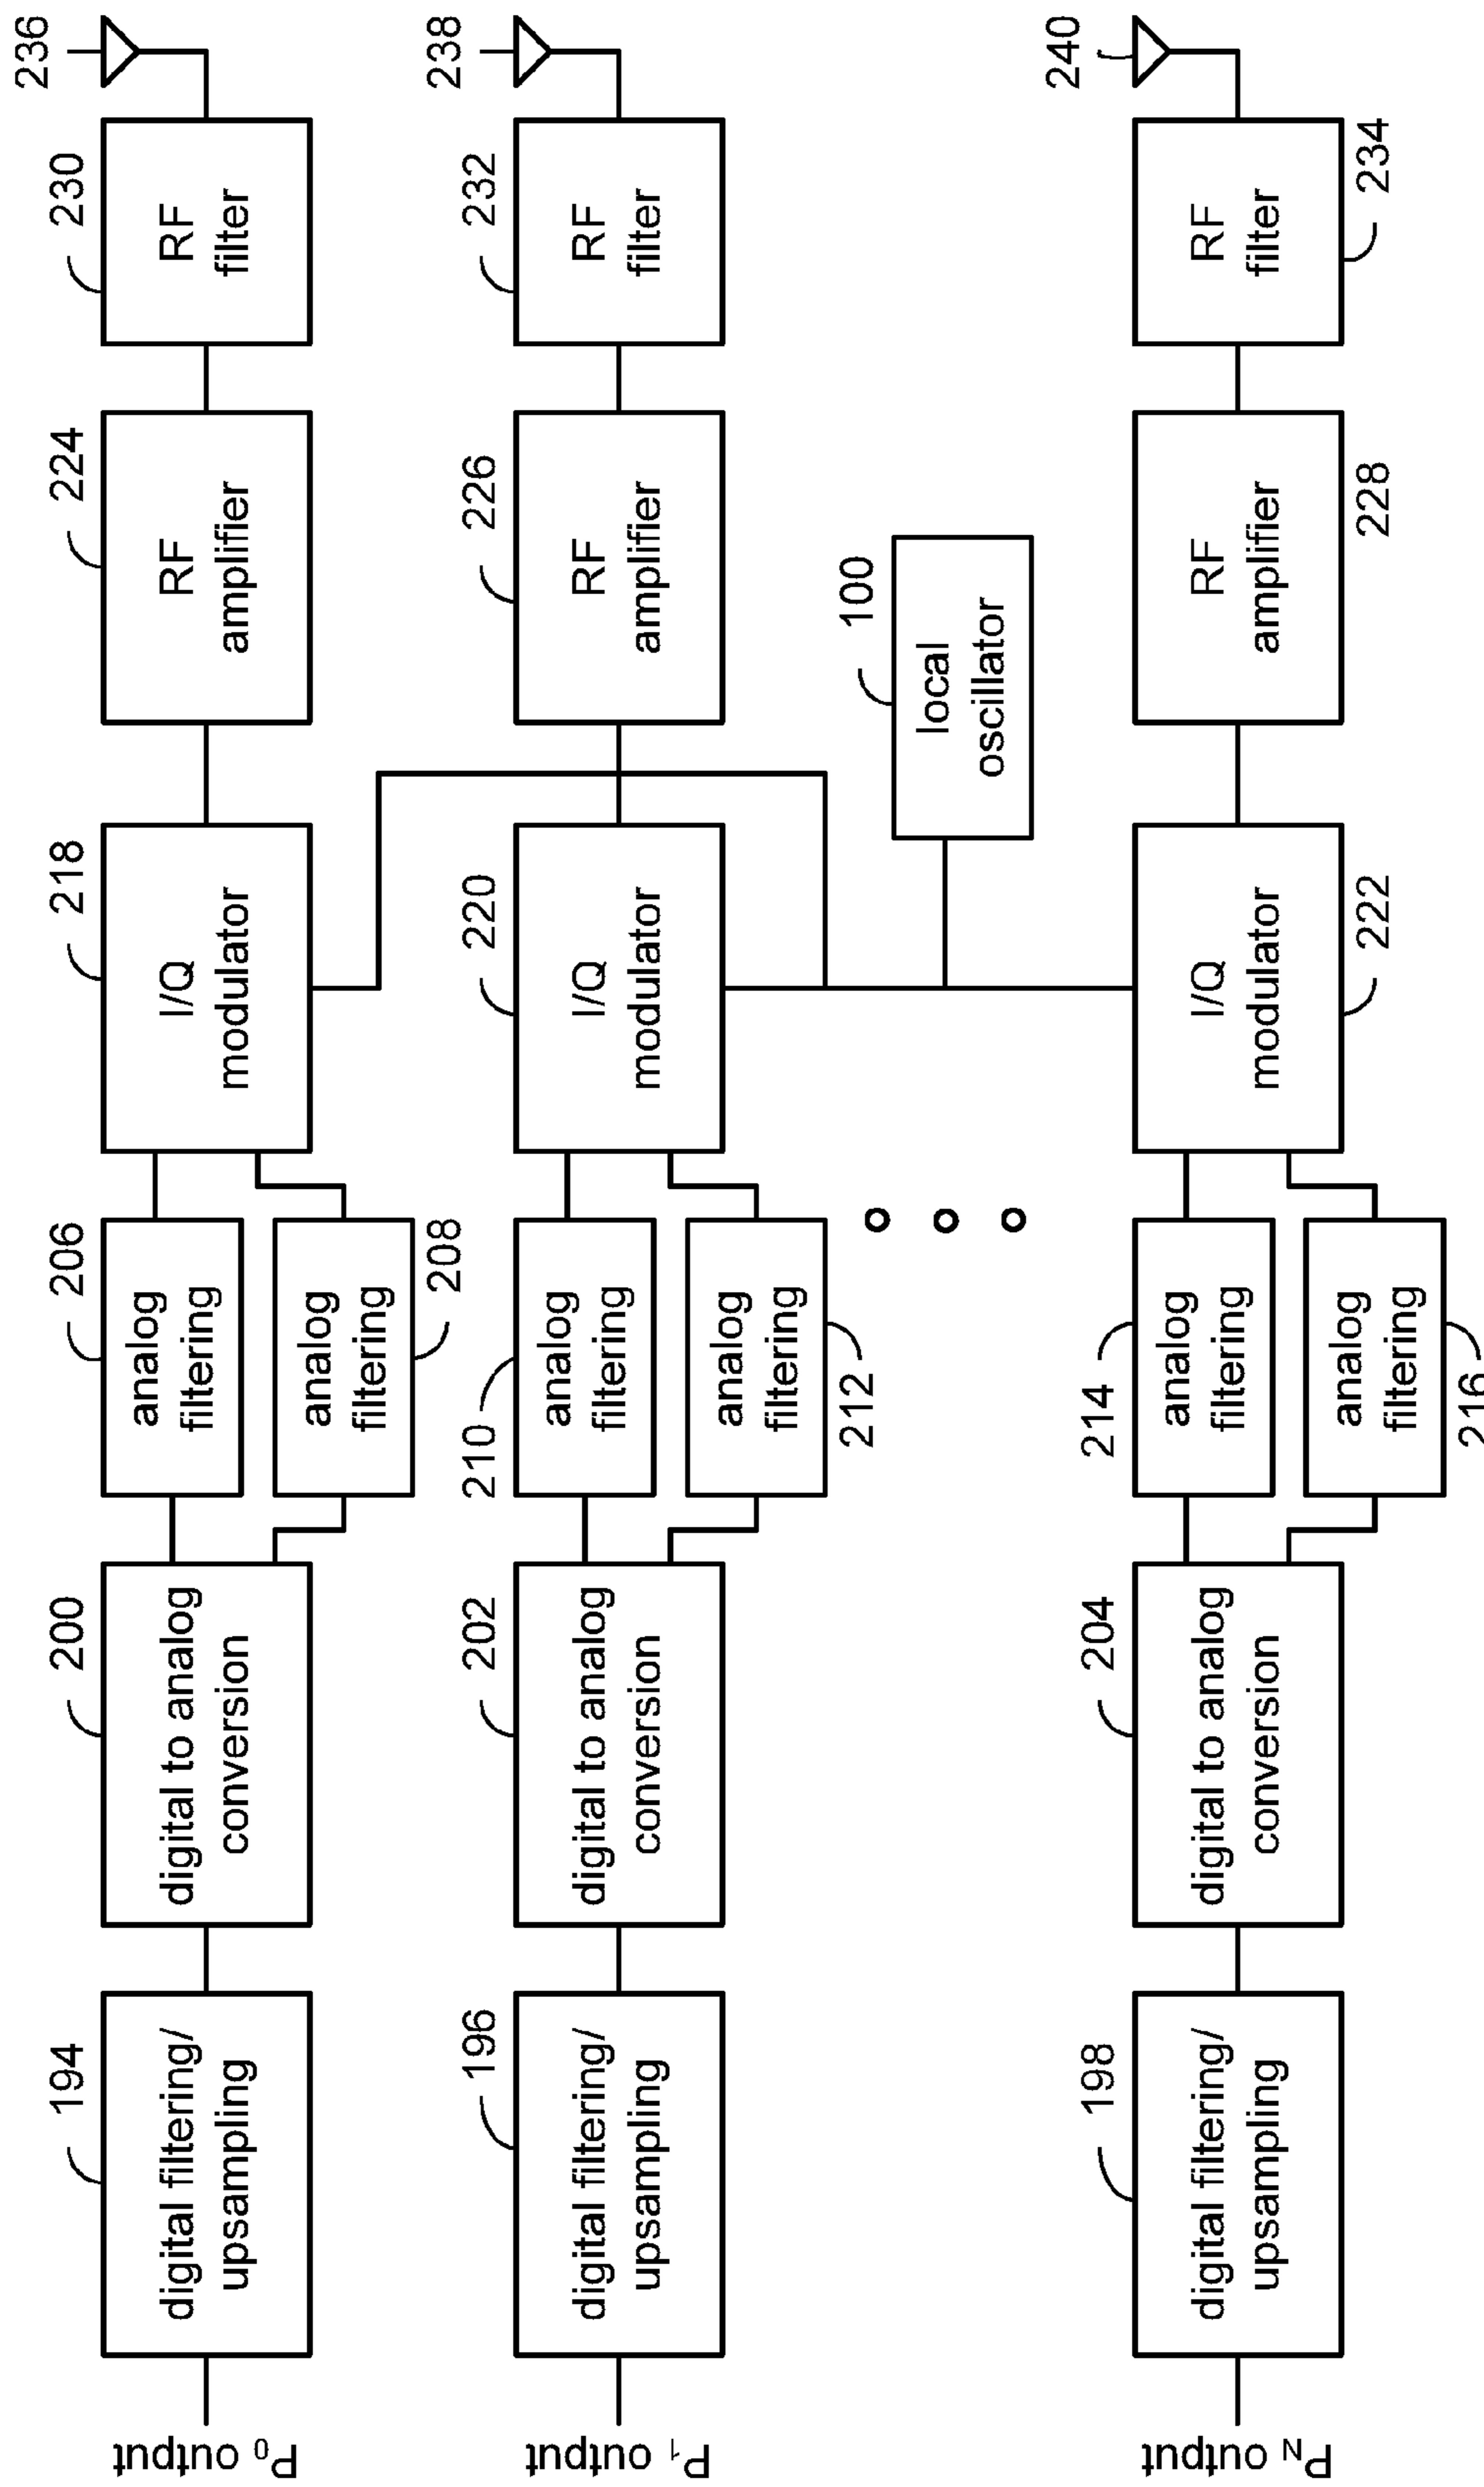 P0 output
194
digital filtering/
upsampling
200
digital to analog
conversion
206
analog
filtering
analog
filtering
208
218
I/Q
modulator
224
RF
amplifier
230
RF
filter
236
P1 output
196
digital filtering/
upsampling
202
digital to analog
conversion
210
analog
filtering
analog
filtering
212
220
I/Q
modulator
226
RF
amplifier
232
RF
filter
238
100
local
oscillator
PN output
198
digital filtering/
upsampling
204
digital to analog
conversion
214
analog
filtering
analog
filtering
216
I/Q
modulator
222
RF
amplifier
228
RF
filter
234
240